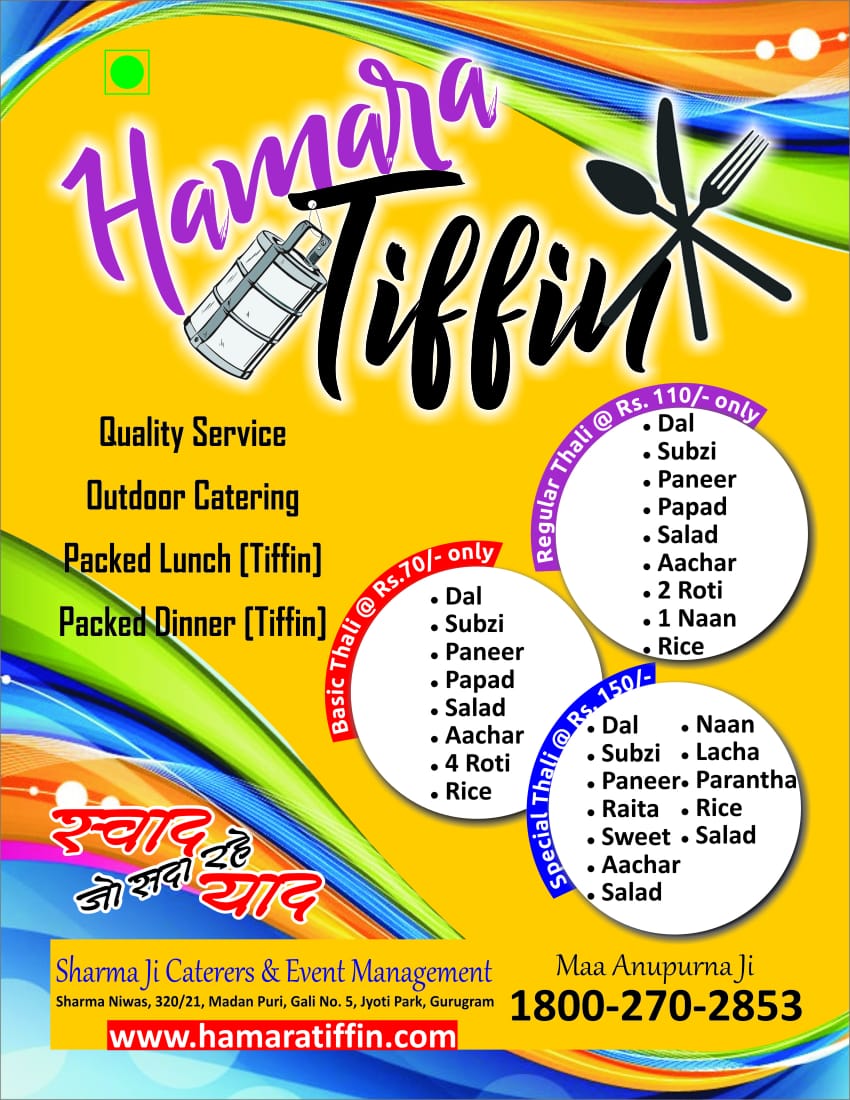 Hamara
Tiffin
Quality Service
Outdoor Catering
Packed Lunch [Tiffin]
Packed Dinner [Tiffin]
Regular Thali @ Rs. 110/- only
• Dal
• Subzi
• Paneer
• Papad
• Salad
• Aachar
• 2 Roti
• 1 Naan
• Rice
Basic Thali @ Rs.70/- only
• Dal
• Subzi
• Paneer
• Papad
• Salad
• Aachar
• 4 Roti
• Rice
Special Thali @ Rs. 150/-
• Dal
• Subzi
• Paneer
• Raita
• Sweet
• Aachar
• Salad
• Naan
• Lacha
• Parantha
• Rice
• Salad
स्वाद
जो सदा रहे
याद
Sharma Ji Caterers & Event Management
Sharma Niwas, 320/21, Madan Puri, Gali No. 5, Jyoti Park, Gurugram
www.hamaratiffin.com
Maa Anupurna Ji
1800-270-2853